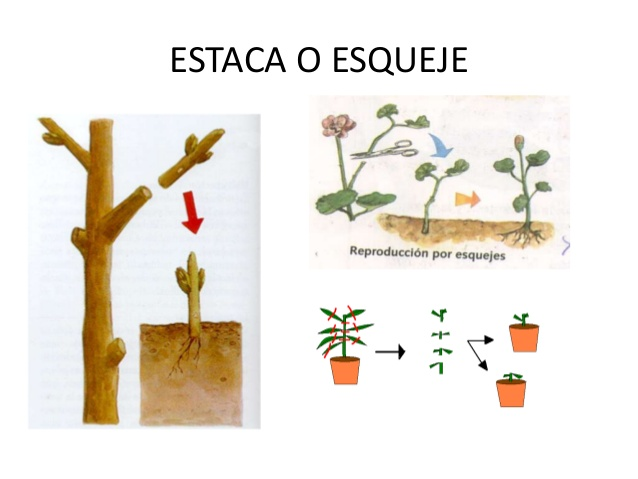 ESTACA O ESQUEJE
Reproducción por esquejes